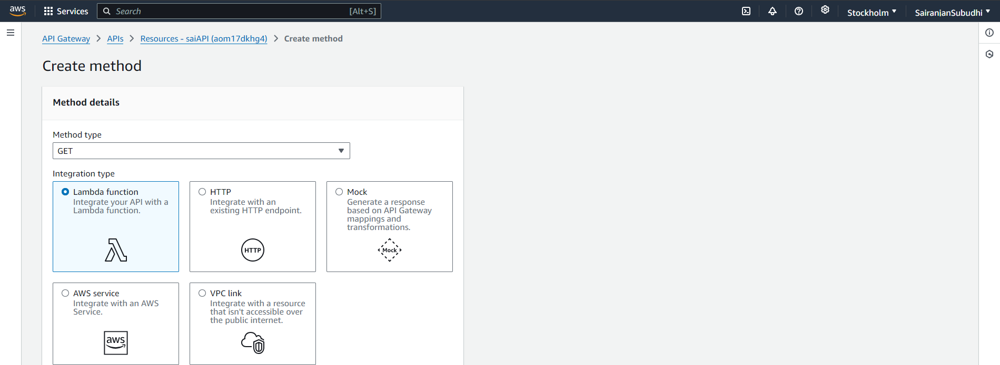 aws
Services
Search
[Alt+S]
Stockholm
SairanjanSubudhi
API Gateway
APIs
Resources - saiAPI (aom17dkhg4)
Create method
Create method
Method details
Method type
GET
Integration type
Lambda function
Integrate your API with a
Lambda function.
HTTP
Integrate with an
existing HTTP endpoint.
HTTP
Mock
Generate a response
based on API Gateway
mappings and
transformations.
Mock
AWS service
Integrate with an AWS
Service.
aws
VPC link
Integrate with a resource
that isn't accessible over
the public internet.